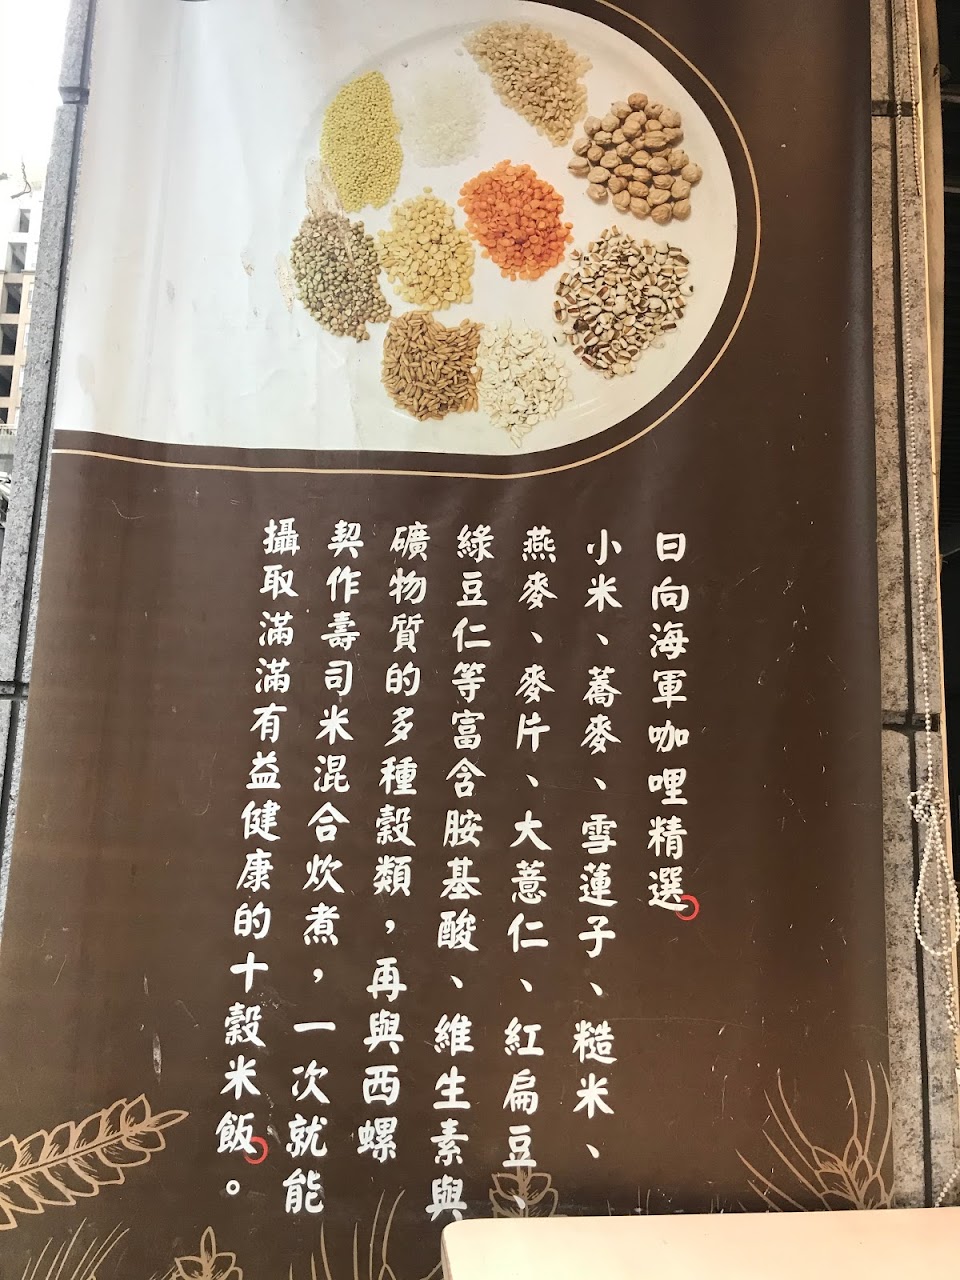 日向海軍咖哩精選
小米、蕎麥、雪蓮子、糙米、
燕麥、麥片、大薏仁、紅扁豆、
綠豆仁等富含胺基酸、維生素與
礦物質的多種穀類，再與西螺
契作壽司米混合炊煮，一次就能
攝取滿滿有益健康的十穀米飯。